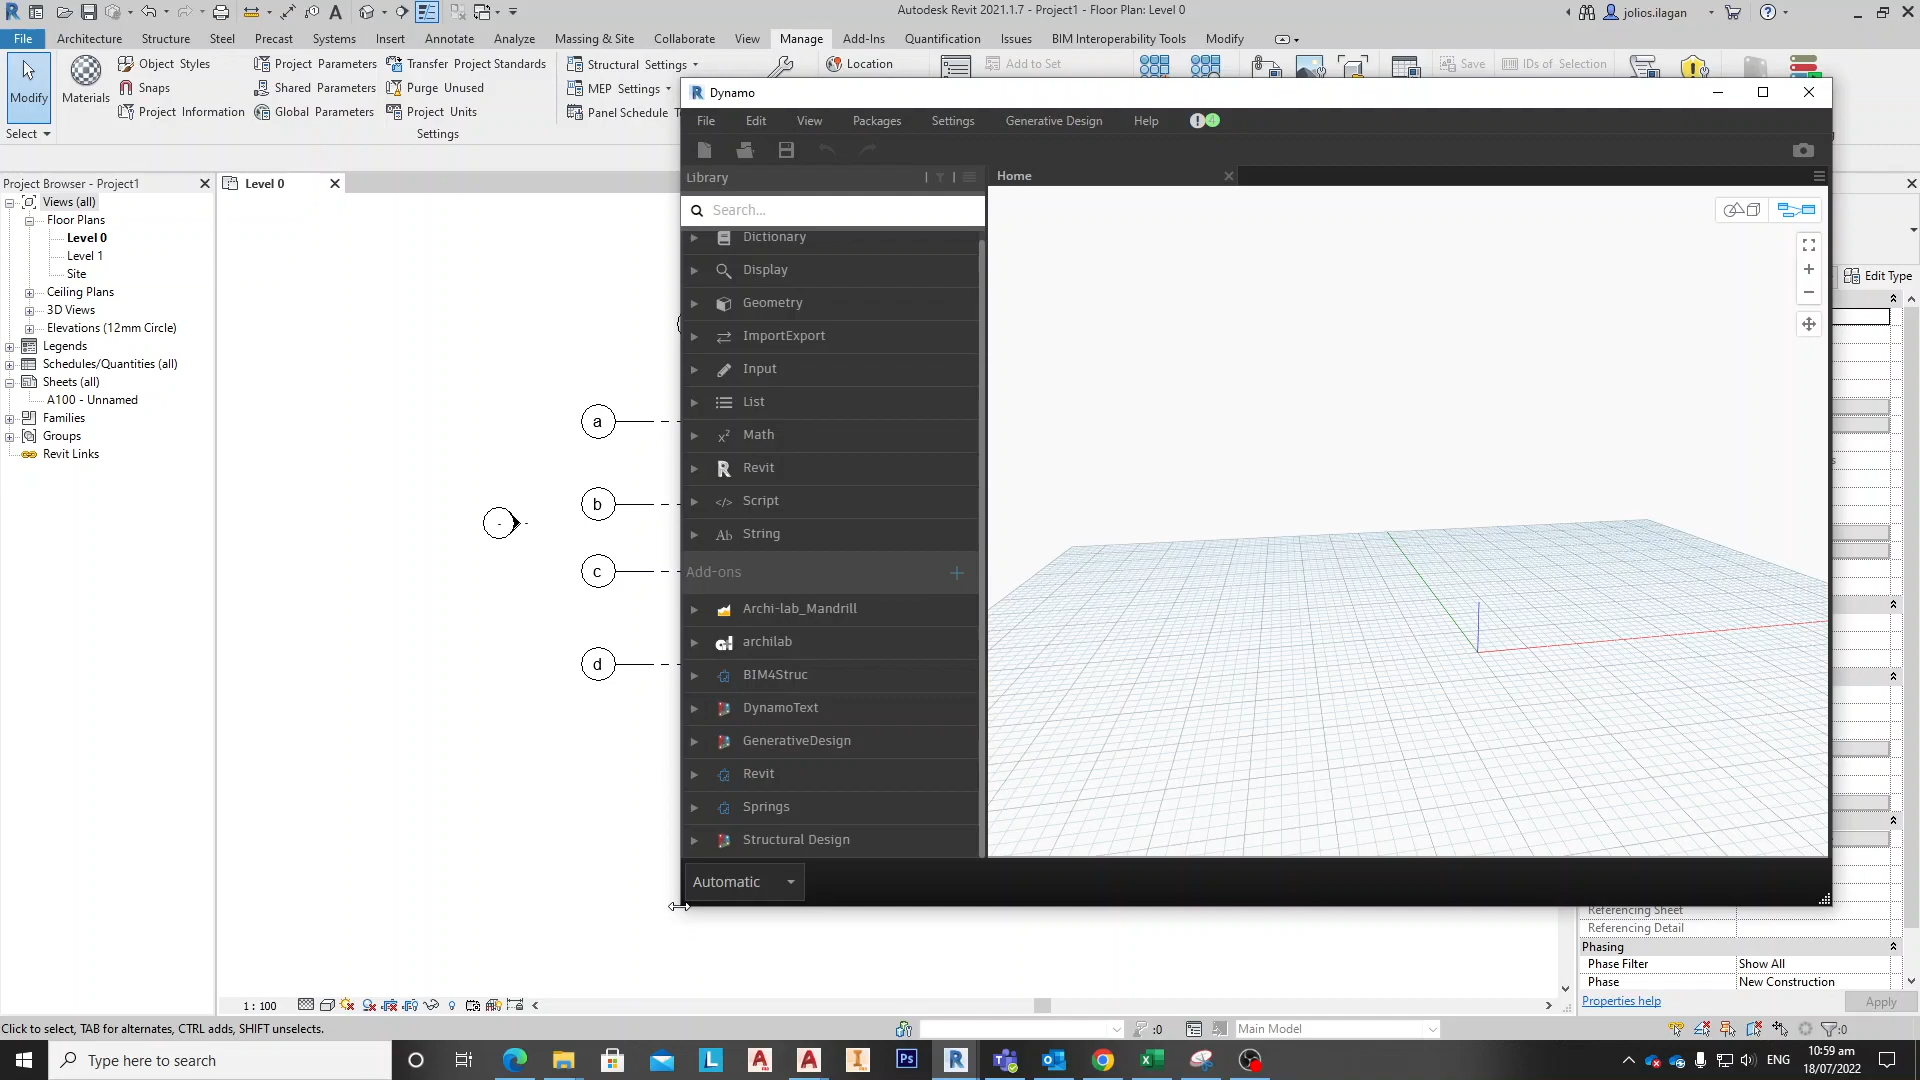 Autodesk Revit 2021.1.7 - Project1 - Floor Plan: Level 0
jolios.ilagan
File Architecture Structure Steel Precast Systems Insert Annotate Analyze Massing & Site Collaborate View Manage Add-Ins Quantification Issues BIM Interoperability Tools Modify
Modify
Select
Materials
Object Styles
Snaps
Project Information
Project Parameters
Shared Parameters
Global Parameters
Transfer Project Standards
Purge Unused
Project Units
Settings
Structural Settings
MEP Settings
Panel Schedule
Location
Add to Set
Save
IDs of Selection
Project Browser - Project1
Views (all)
Floor Plans
Level 0
Level 1
Site
Ceiling Plans
3D Views
Elevations (12mm Circle)
Legends
Schedules/Quantities (all)
Sheets (all)
A100 - Unnamed
Families
Groups
Revit Links
Level 0
a
b
c
d
Dynamo
File Edit View Packages Settings Generative Design Help
Library
Home
Search...
Dictionary
Display
Geometry
ImportExport
Input
List
Math
Revit
Script
String
Add-ons
Archi-lab_Mandrill
archilab
BIM4Struc
DynamoText
GenerativeDesign
Revit
Springs
Structural Design
Automatic
Edit Type
Referencing Sheet
Referencing Detail
Phasing
Phase Filter Show All
Phase New Construction
Properties help
Apply
1 : 100
Click to select, TAB for alternates, CTRL adds, SHIFT unselects.
:0
Main Model
:0
Type here to search
ENG
10:59 am
18/07/2022